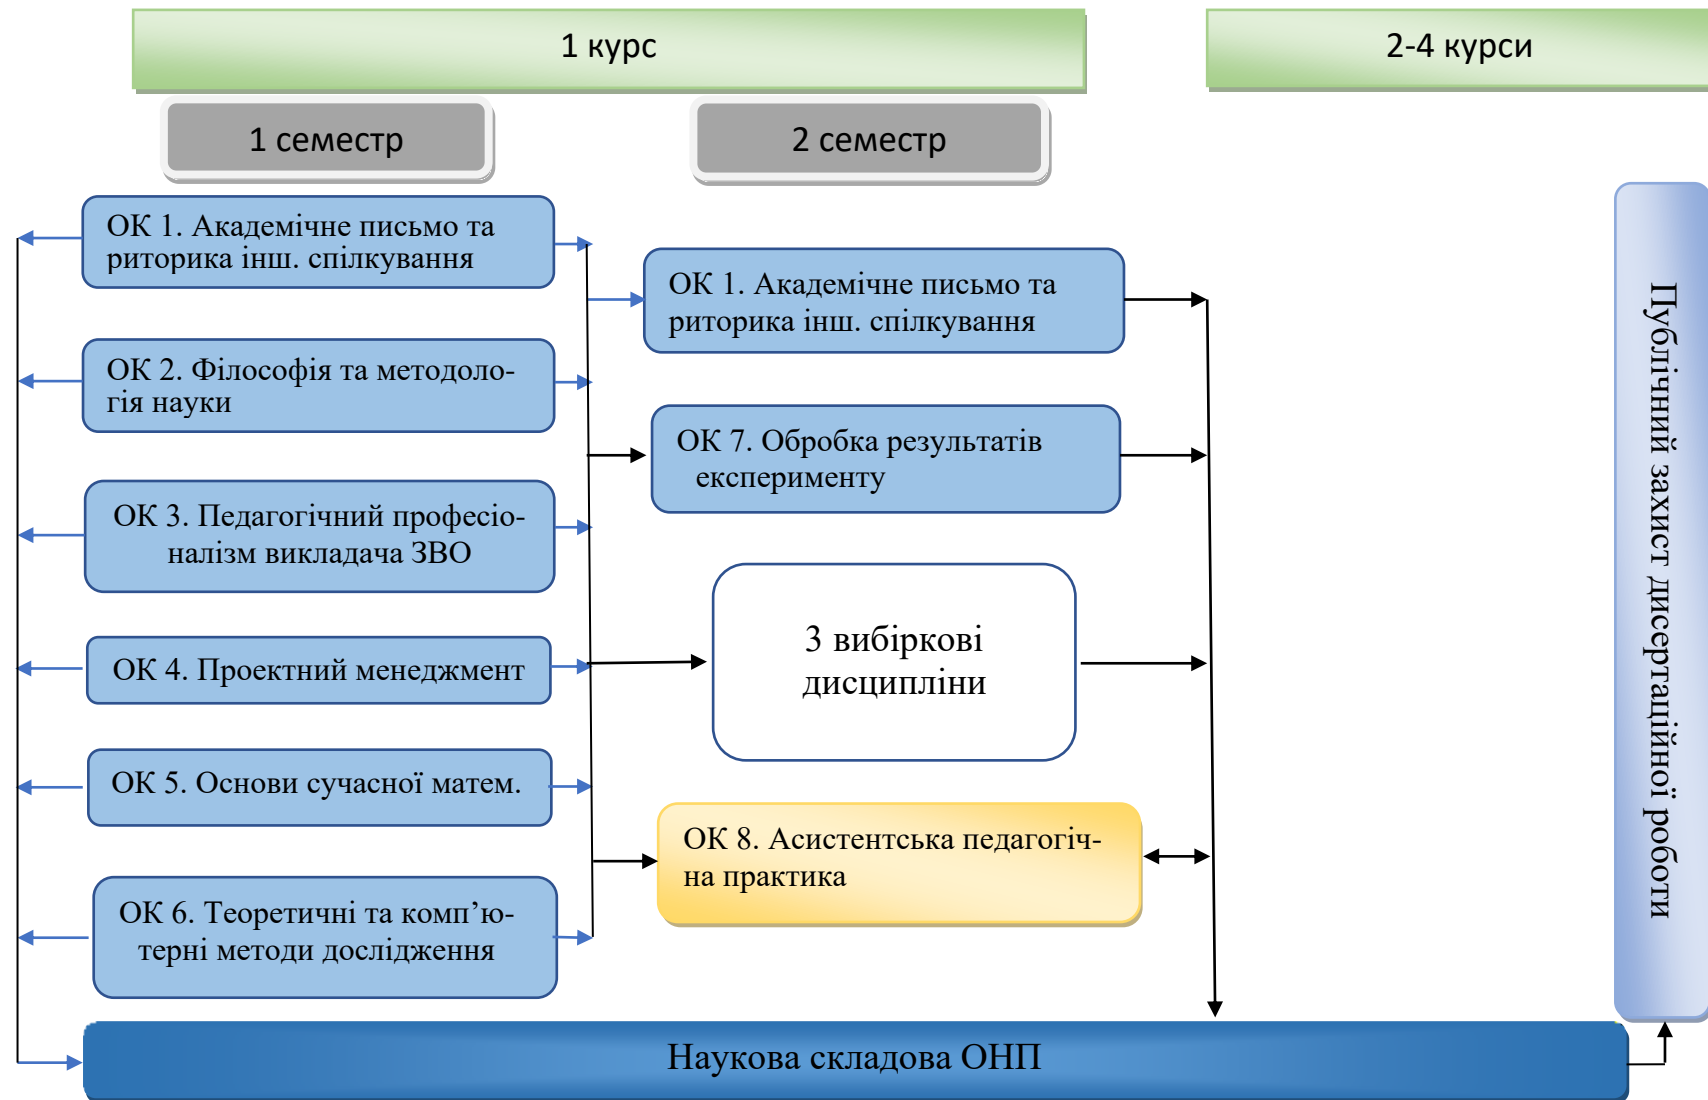 1 курс
2-4 курси
1 семестр
2 семестр
ОК 1. Академічне письмо та
риторика інш. спілкування
ОК 2. Філософія та методоло-
гія науки
ОК 3. Педагогічний професіо-
налізм викладача ЗВО
ОК 4. Проектний менеджмент
ОК 5. Основи сучасної матем.
ОК 6. Теоретичні та комп’ю-
терні методи дослідження
ОК 1. Академічне письмо та
риторика інш. спілкування
ОК 7. Обробка результатів
експерименту
3 вибіркові
дисципліни
ОК 8. Асистентська педагогіч-
на практика
Публічний захист дисертаційної роботи
Наукова складова ОНП